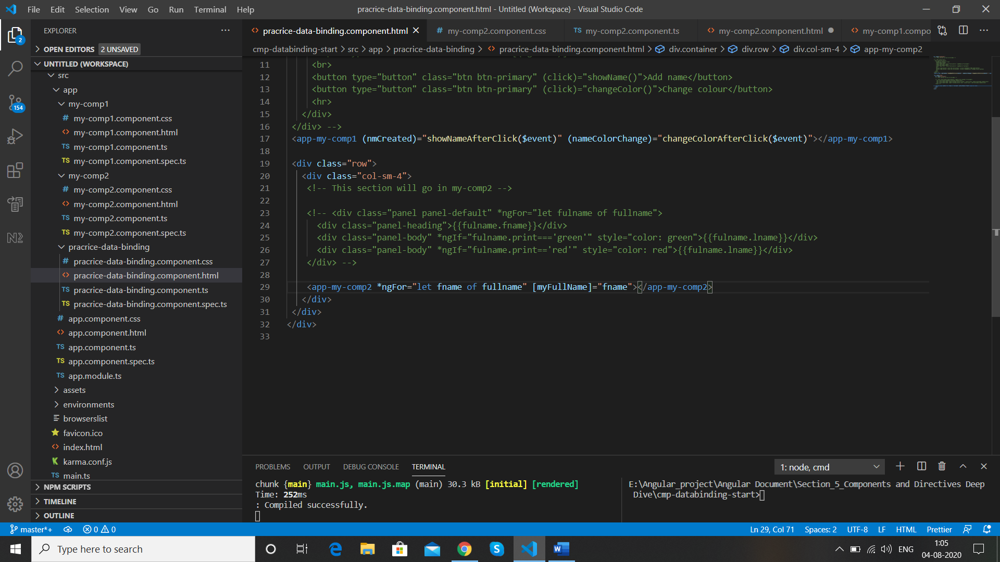 File Edit Selection View Go Run Terminal Help
pracrice-data-binding.component.html - Untitled (Workspace) - Visual Studio Code
EXPLORER
2
154
OPEN EDITORS 2 UNSAVED
UNTITLED (WORKSPACE)
src
app
my-comp1
# my-comp1.component.css
<> my-comp1.component.html
TS my-comp1.component.ts
TS my-comp1.component.spec.ts
my-comp2
# my-comp2.component.css
<> my-comp2.component.html
TS my-comp2.component.ts
TS my-comp2.component.spec.ts
pracrice-data-binding
# pracrice-data-binding.component.css
<> pracrice-data-binding.component.html
TS pracrice-data-binding.component.ts
TS pracrice-data-binding.component.spec.ts
# app.component.css
<> app.component.html
TS app.component.ts
TS app.component.spec.ts
TS app.module.ts
assets
environments
browserslist
favicon.ico
<> index.html
karma.conf.js
TS main.ts
NPM SCRIPTS
TIMELINE
OUTLINE
<> pracrice-data-binding.component.html # my-comp2.component.css TS my-comp2.component.ts <> my-comp2.component.html <> my-comp1.compo
cmp-databinding-start > src > app > pracrice-data-binding > <> pracrice-data-binding.component.html > div.container > div.row > div.col-sm-4 > app-my-comp2
11 <br>
12 <button type="button" class="btn btn-primary" (click)="showName()">Add name</button>
13 <button type="button" class="btn btn-primary" (click)="changeColor()">Change colour</button>
14 <hr>
15 </div>
16 </div> -->
17 <app-my-comp1 (nmCreated)="showNameAfterClick($event)" (nameColorChange)="changeColorAfterClick($event)"></app-my-comp1>
18
19 <div class="row">
20 <div class="col-sm-4">
21 <!-- This section will go in my-comp2 -->
22
23 <!-- <div class="panel panel-default" *ngFor="let fulname of fullname">
24 <div class="panel-heading">{{fulname.fname}}</div>
25 <div class="panel-body" *ngIf="fulname.print==='green'" style="color: green">{{fulname.lname}}</div>
26 <div class="panel-body" *ngIf="fulname.print=='red'" style="color: red">{{fulname.lname}}</div>
27 </div> -->
28
29 <app-my-comp2 *ngFor="let fname of fullname" [myFullName]="fname"></app-my-comp2>
30 </div>
31 </div>
32 </div>
33
PROBLEMS OUTPUT DEBUG CONSOLE TERMINAL
1: node, cmd
chunk {main} main.js, main.js.map (main) 30.3 kB [initial] [rendered]
Time: 252ms
: Compiled successfully.
E:\Angular_project\Angular Document\Section_5_Components and Directives Deep
Dive\cmp-databinding-start>
master*+ 0 0
Ln 29, Col 71 Spaces: 2 UTF-8 LF HTML Prettier
Type here to search
ENG
1:05
04-08-2020